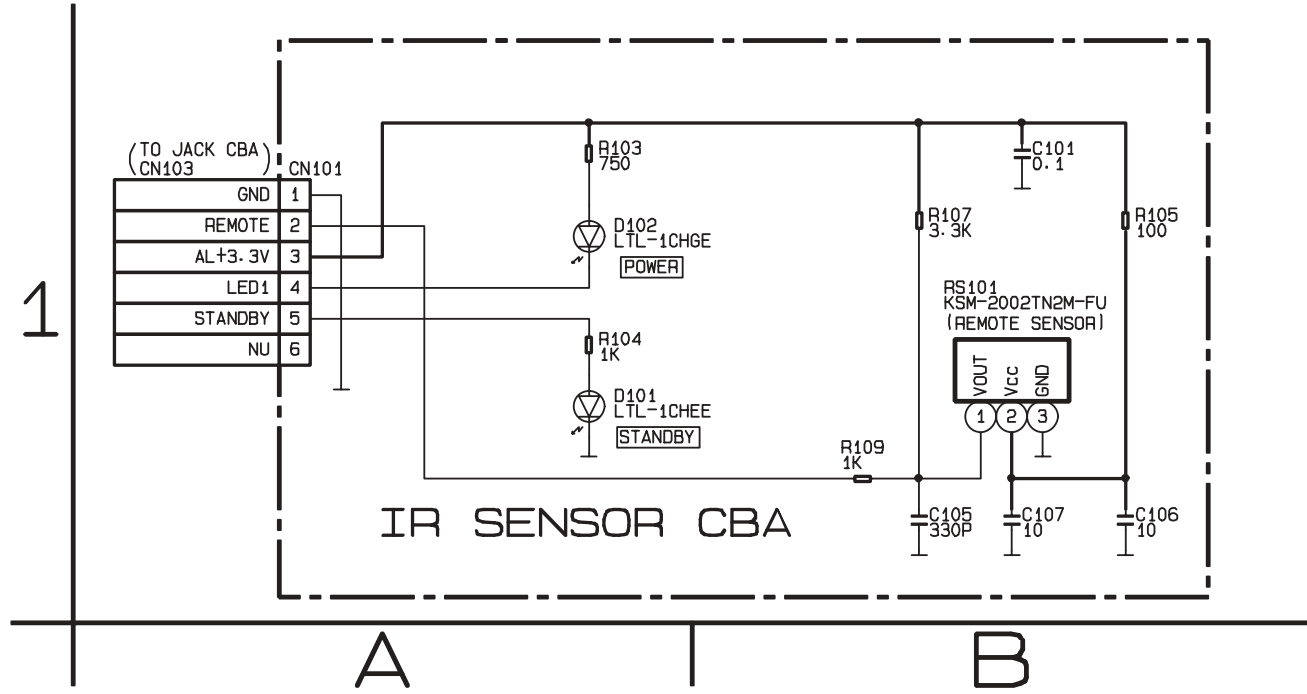 (TO JACK CBA)
CN103
CN101
GND 1
REMOTE 2
AL+3.3V 3
LED1 4
STANDBY 5
NU 6
R103
750
D102
LTL-1CHGE
POWER
R104
1K
D101
LTL-1CHEE
STANDBY
C101
0.1
R107
3.3K
R105
100
RS101
KSM-2002TN2M-FU
(REMOTE SENSOR)
VOUT Vcc GND
1 2 3
R109
1K
C105
330P
C107
10
C106
10
IR SENSOR CBA
1
A B